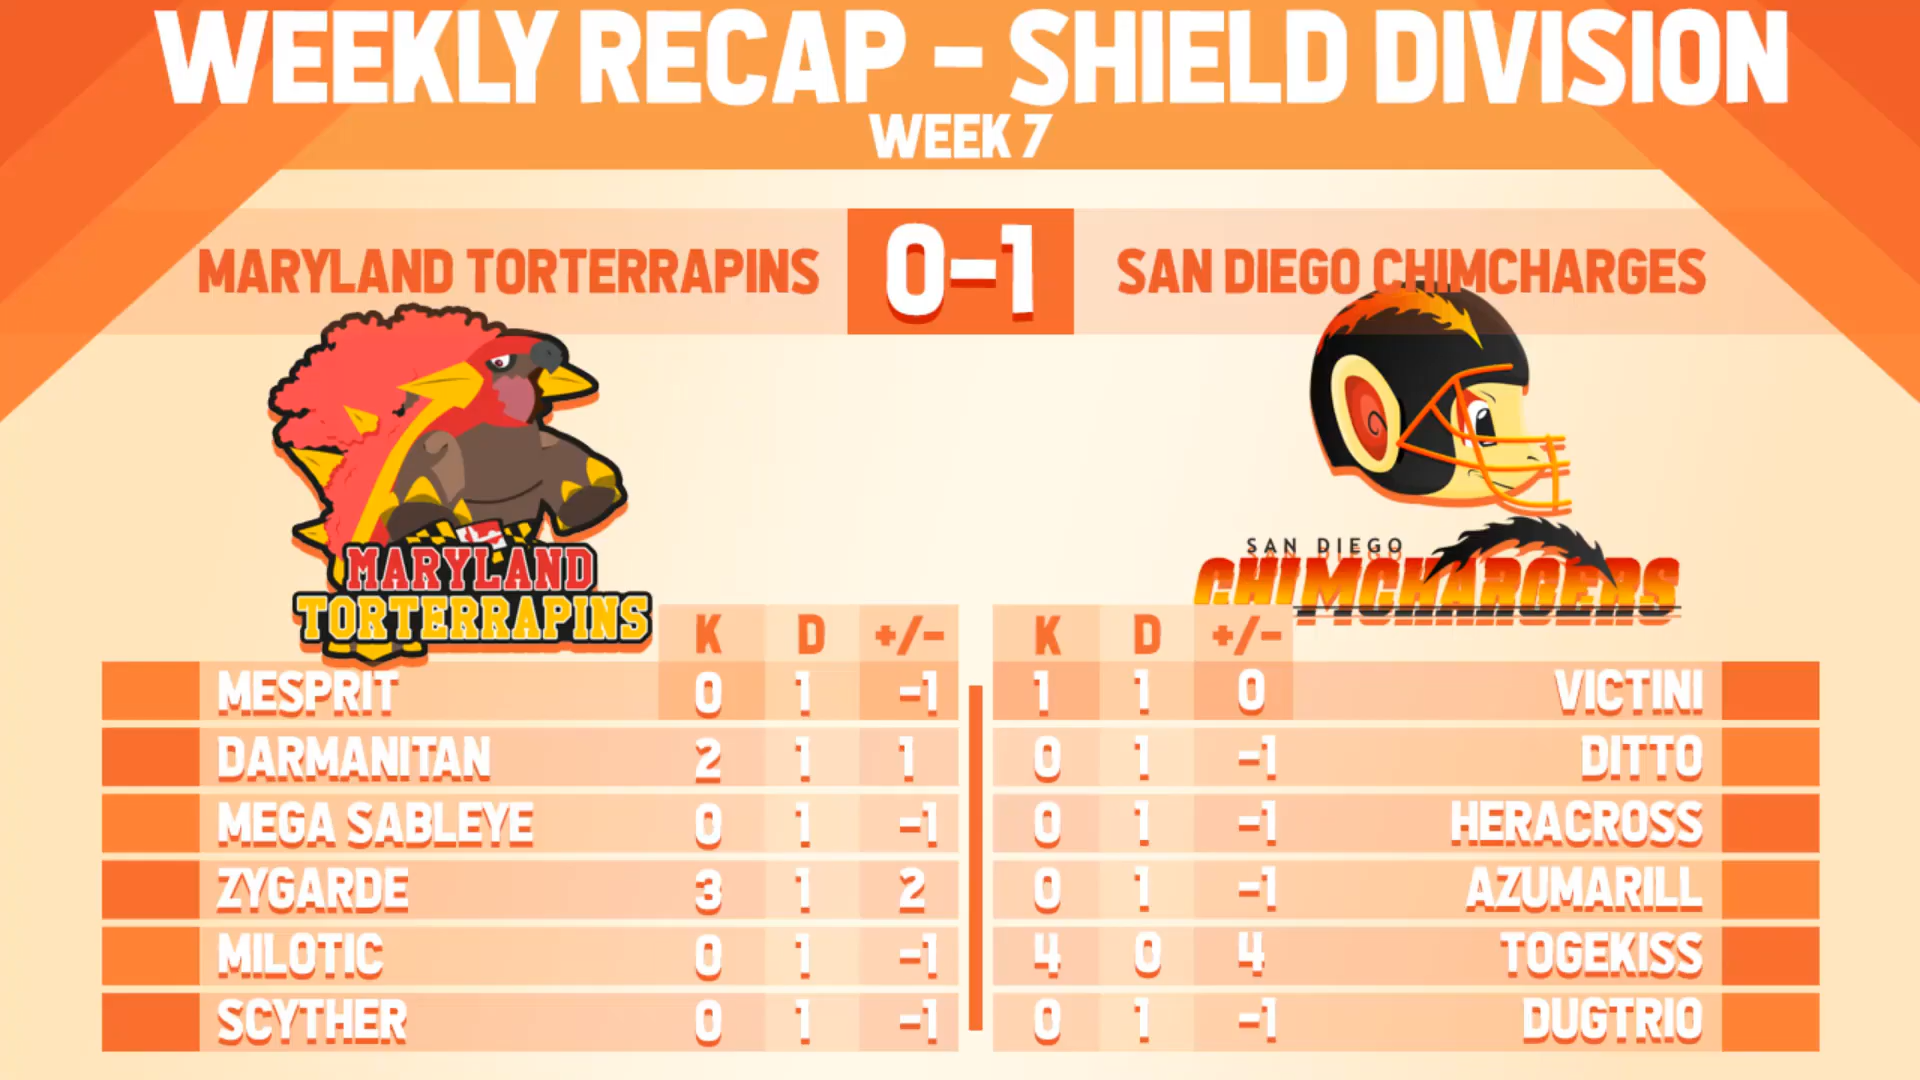 WEEKLY RECAP - SHIELD DIVISION
WEEK 7
MARYLAND TORTERRAPINS 0-1 SAN DIEGO CHIMCHARGES
MARYLAND
TORTERRAPINS
SAN DIEGO
CHIMCHARGERS
K D +/- K D +/-
MESPRIT 0 1 -1 1 1 0 VICTINI
DARMANITAN 2 1 1 0 1 -1 DITTO
MEGA SABLEYE 0 1 -1 0 1 -1 HERACROSS
ZYGARDE 3 1 2 0 1 -1 AZUMARILL
MILOTIC 0 1 -1 4 0 4 TOGEKISS
SCYTHER 0 1 -1 0 1 -1 DUGTRIO